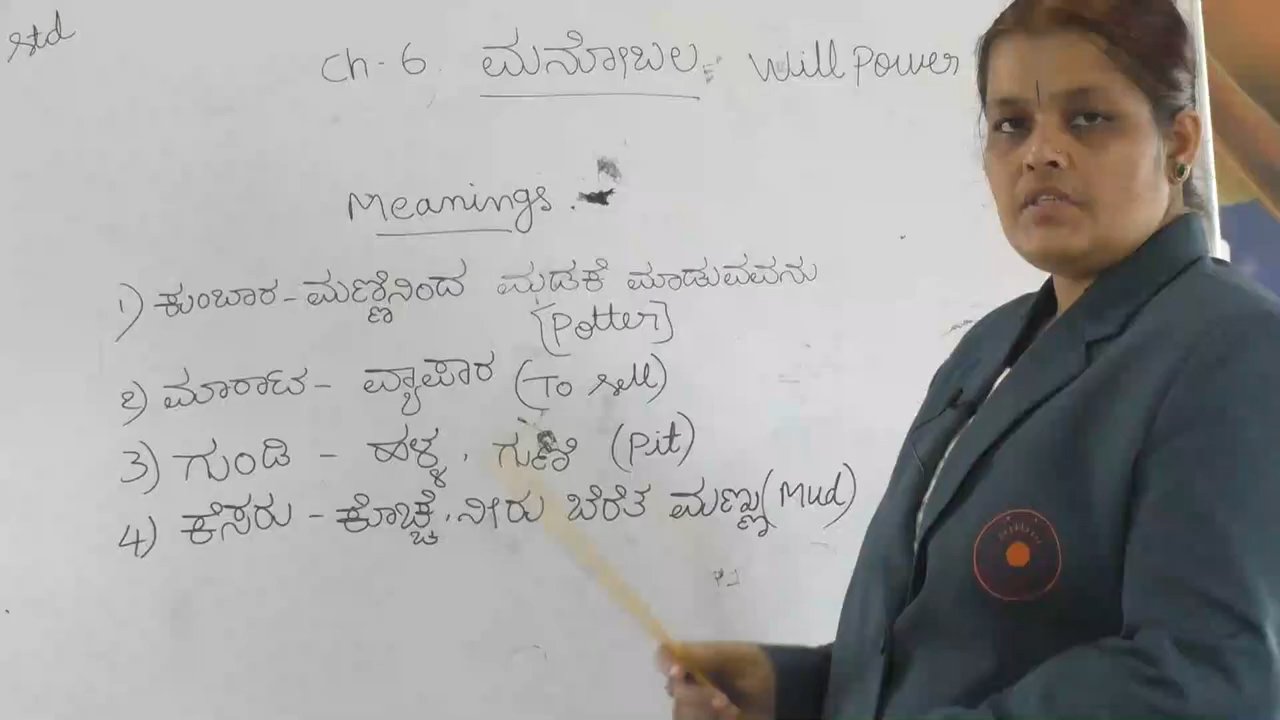 std
Ch-6. ಮನೋಬಲ : Will Power
Meanings.
1) ಕುಂಬಾರ - ಮಣ್ಣಿನಿಂದ ಮಡಕೆ ಮಾಡುವವನು
[Potter]
2) ಮಾರಾಟ - ವ್ಯಾಪಾರ (To sell)
3) ಗುಂಡಿ - ಹಳ್ಳ, (Pit)
4) ಕೆಸರು - ಕೊಚ್ಚೆ, ನೀರು ಬೆರೆತ ಮಣ್ಣು (Mud)